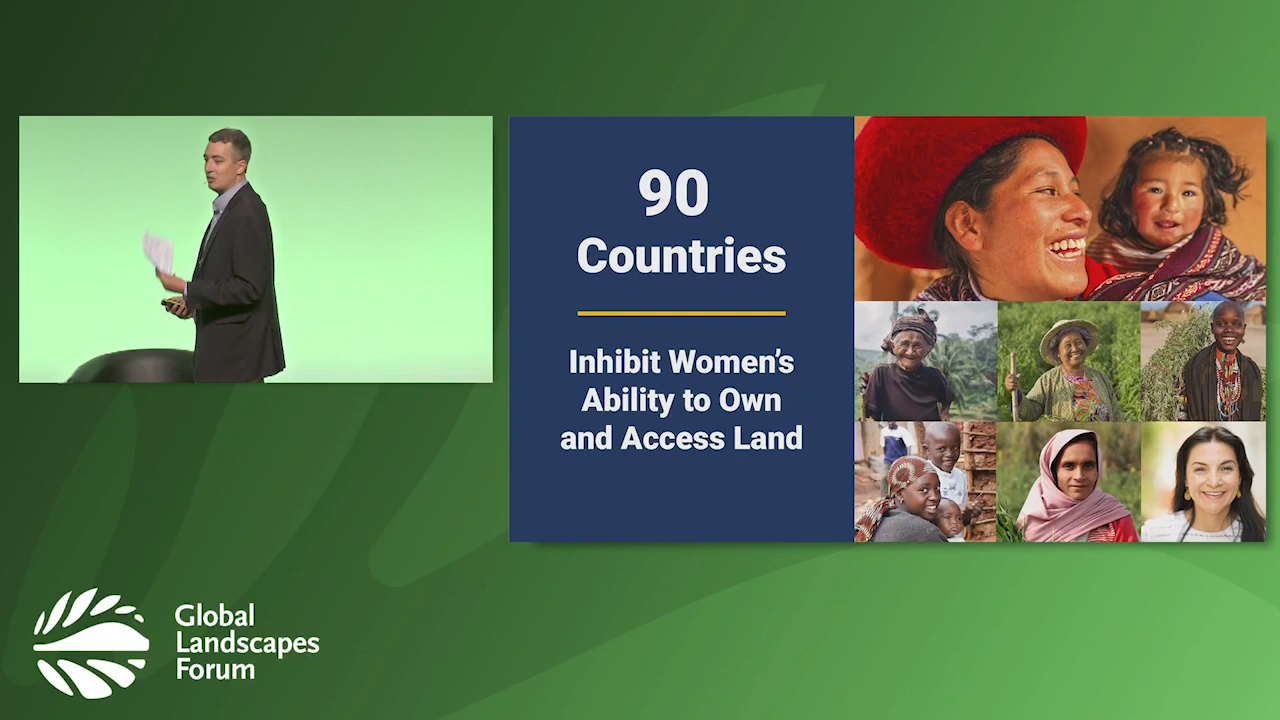 90
Countries
Inhibit Women's
Ability to Own
and Access Land
Global
Landscapes
Forum